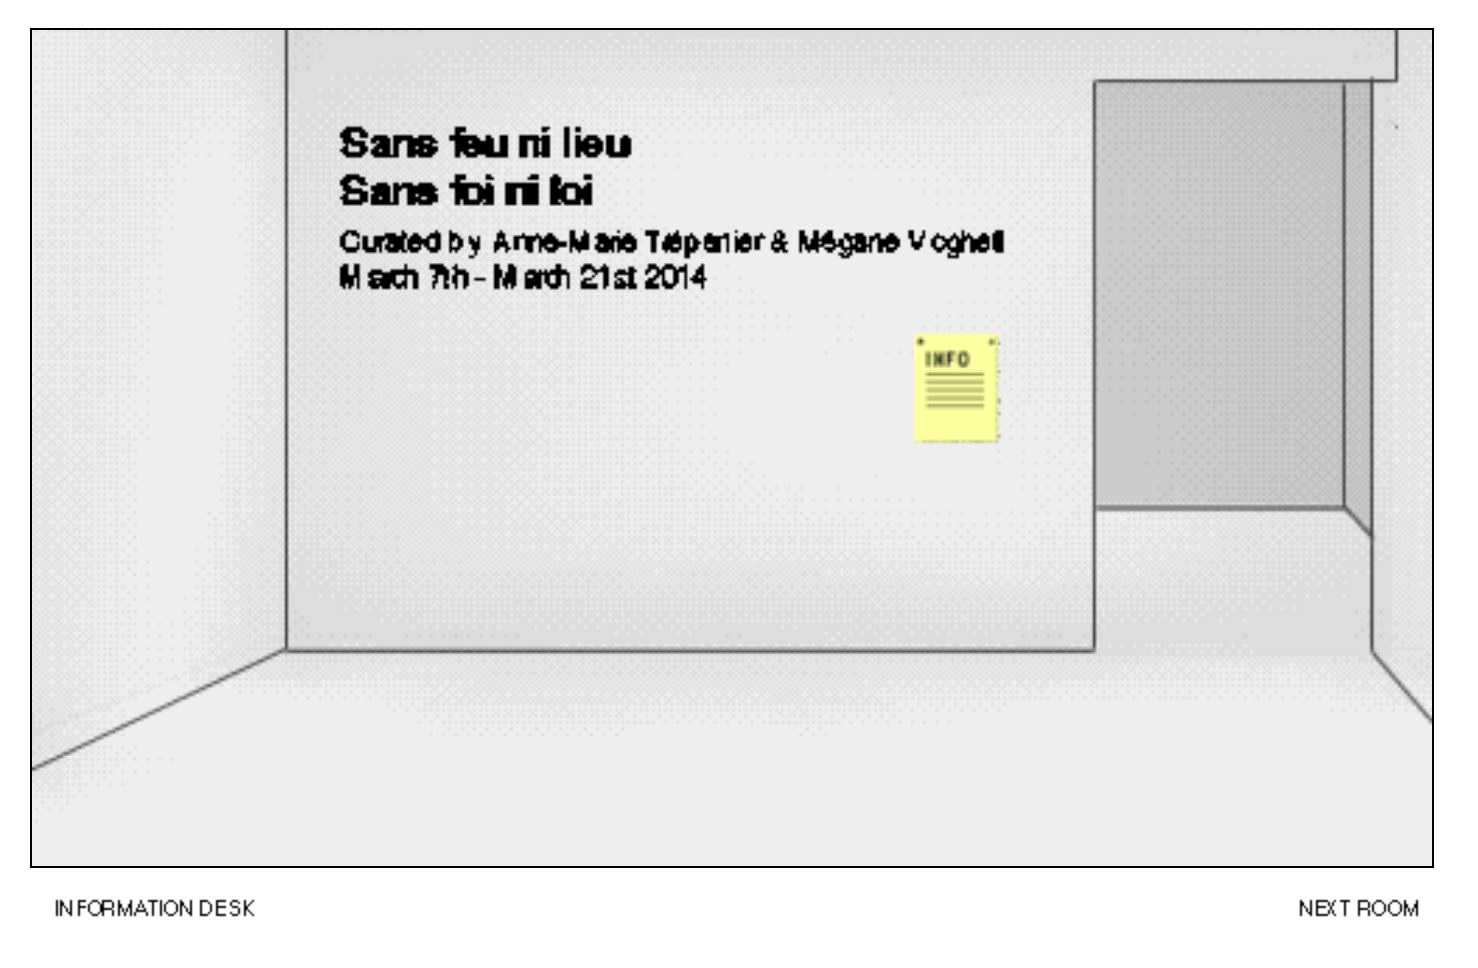 Sans feu ni lieu
Sans foi ni loi
Curated by Anne-Marie Trépanier & Mégane Voghell
March 7th - March 21st 2014
INFO
INFORMATION DESK
NEXT ROOM